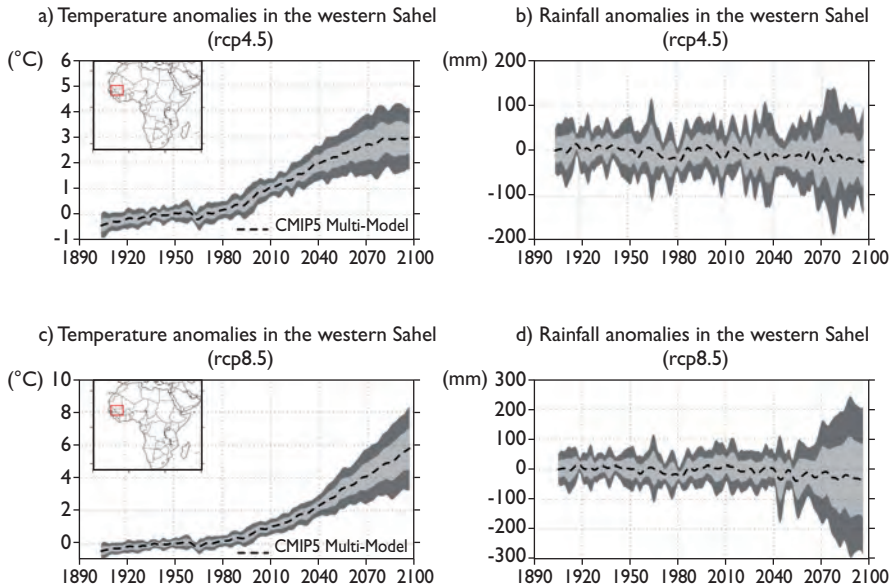 a) Temperature anomalies in the western Sahel
(rcp4.5)
(°C)
6
5
4
3
2
1
0
-1
CMIP5 Multi-Model
1890 1920 1950 1980 2010 2040 2070 2100
b) Rainfall anomalies in the western Sahel
(rcp4.5)
(mm)
200
100
0
-100
-200
1890 1920 1950 1980 2010 2040 2070 2100
c) Temperature anomalies in the western Sahel
(rcp8.5)
(°C)
10
8
6
4
2
0
CMIP5 Multi-Model
1890 1920 1950 1980 2010 2040 2070 2100
d) Rainfall anomalies in the western Sahel
(rcp8.5)
(mm)
300
200
100
0
-100
-200
-300
1890 1920 1950 1980 2010 2040 2070 2100